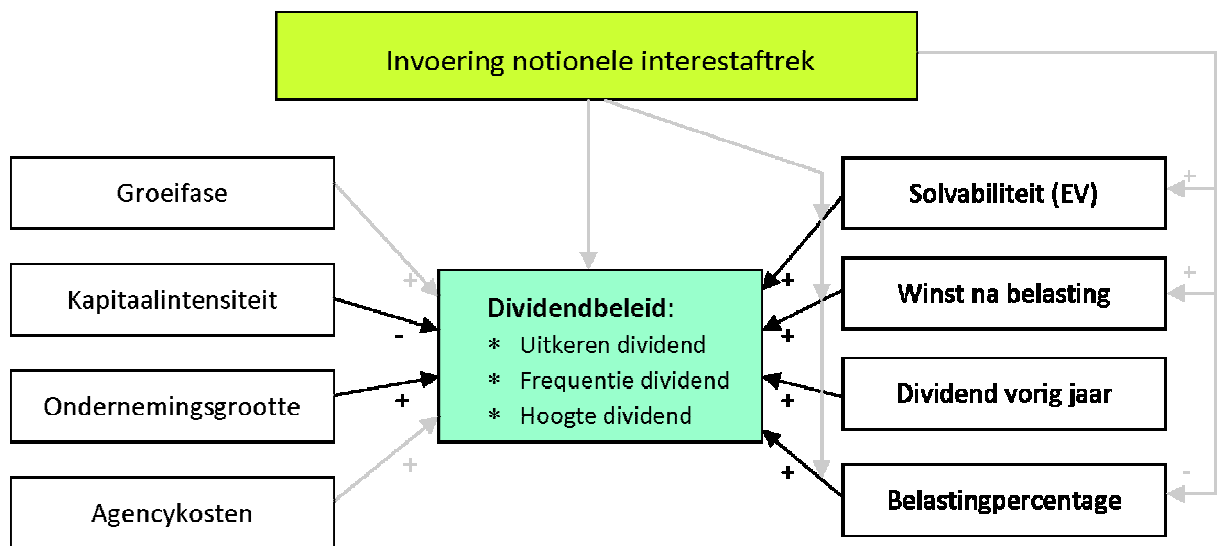 Invoering notionele interestaftrek
Groeifase
+
Kapitaalintensiteit
-
Ondernemingsgrootte
+
Agencykosten
+
Dividendbeleid:
* Uitkeren dividend
* Frequentie dividend
* Hoogte dividend
+
Solvabiliteit (EV)
+
+
Winst na belasting
+
+
Dividend vorig jaar
+
Belastingpercentage
-